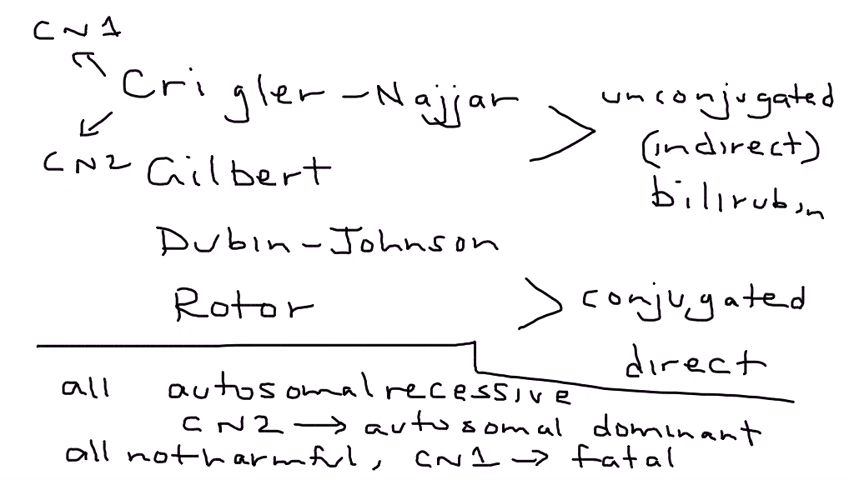 CN1
Crigler-Najjar
CN2 Gilbert
unconjugated
(indirect)
bilirubin
Dubin-Johnson
Rotor
conjugated
direct
all autosomal recessive
CN2 → autosomal dominant
all not harmful, CN1 → fatal